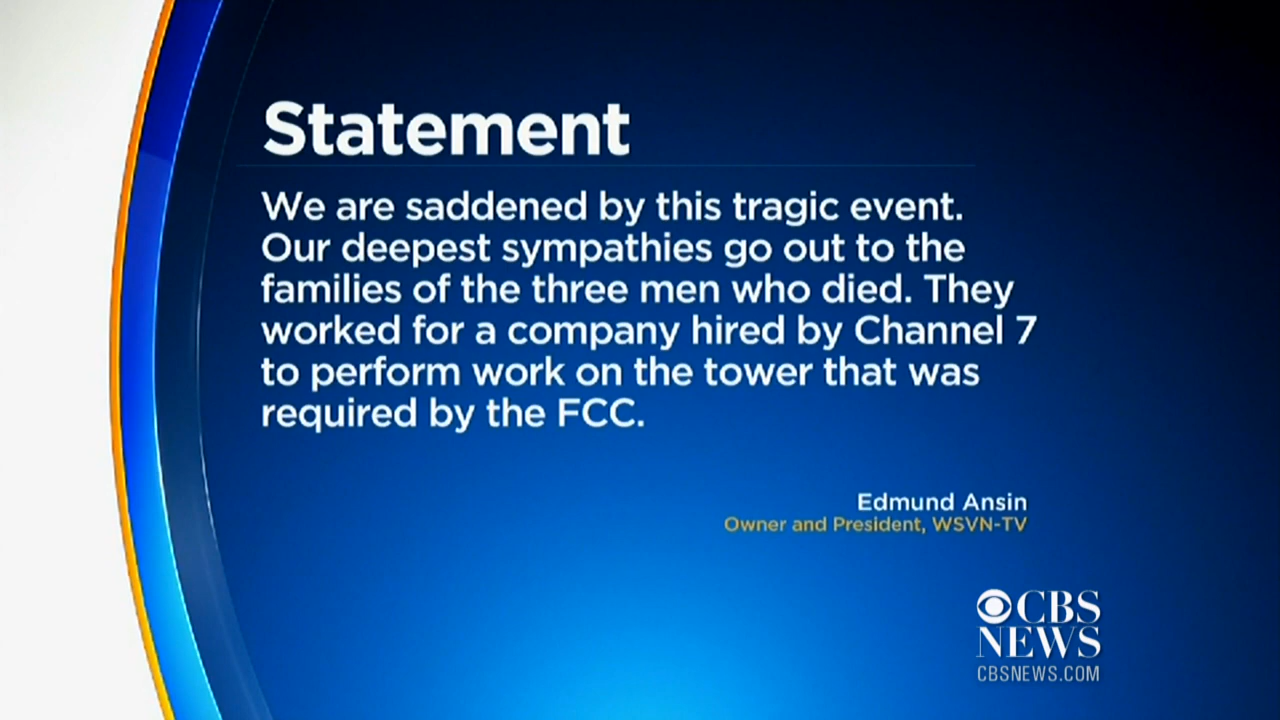 Statement
We are saddened by this tragic event.
Our deepest sympathies go out to the
families of the three men who died. They
worked for a company hired by Channel 7
to perform work on the tower that was
required by the FCC.
Edmund Ansin
Owner and President, WSVN-TV
CBS
NEWS
CBSNEWS.COM